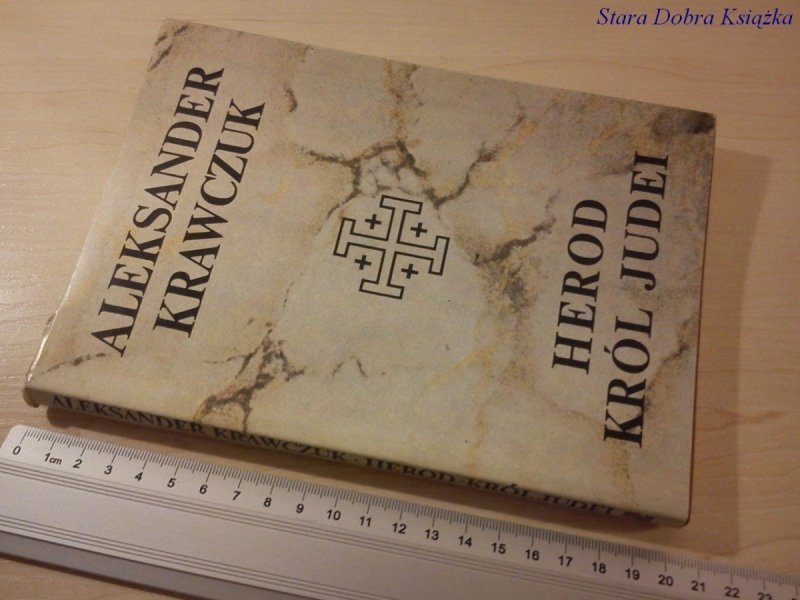 Stara Dobra Książka
ALEKSANDER
KRAWCZUK
HEROD
KRÓL JUDEI
ALEKSANDER KRAWCZUK · HEROD KRÓL JUDEI
0 1cm 2 3 4 5 6 7 8 9 10 11 12 13 14 15 16 17 18 19 20 21 22 23